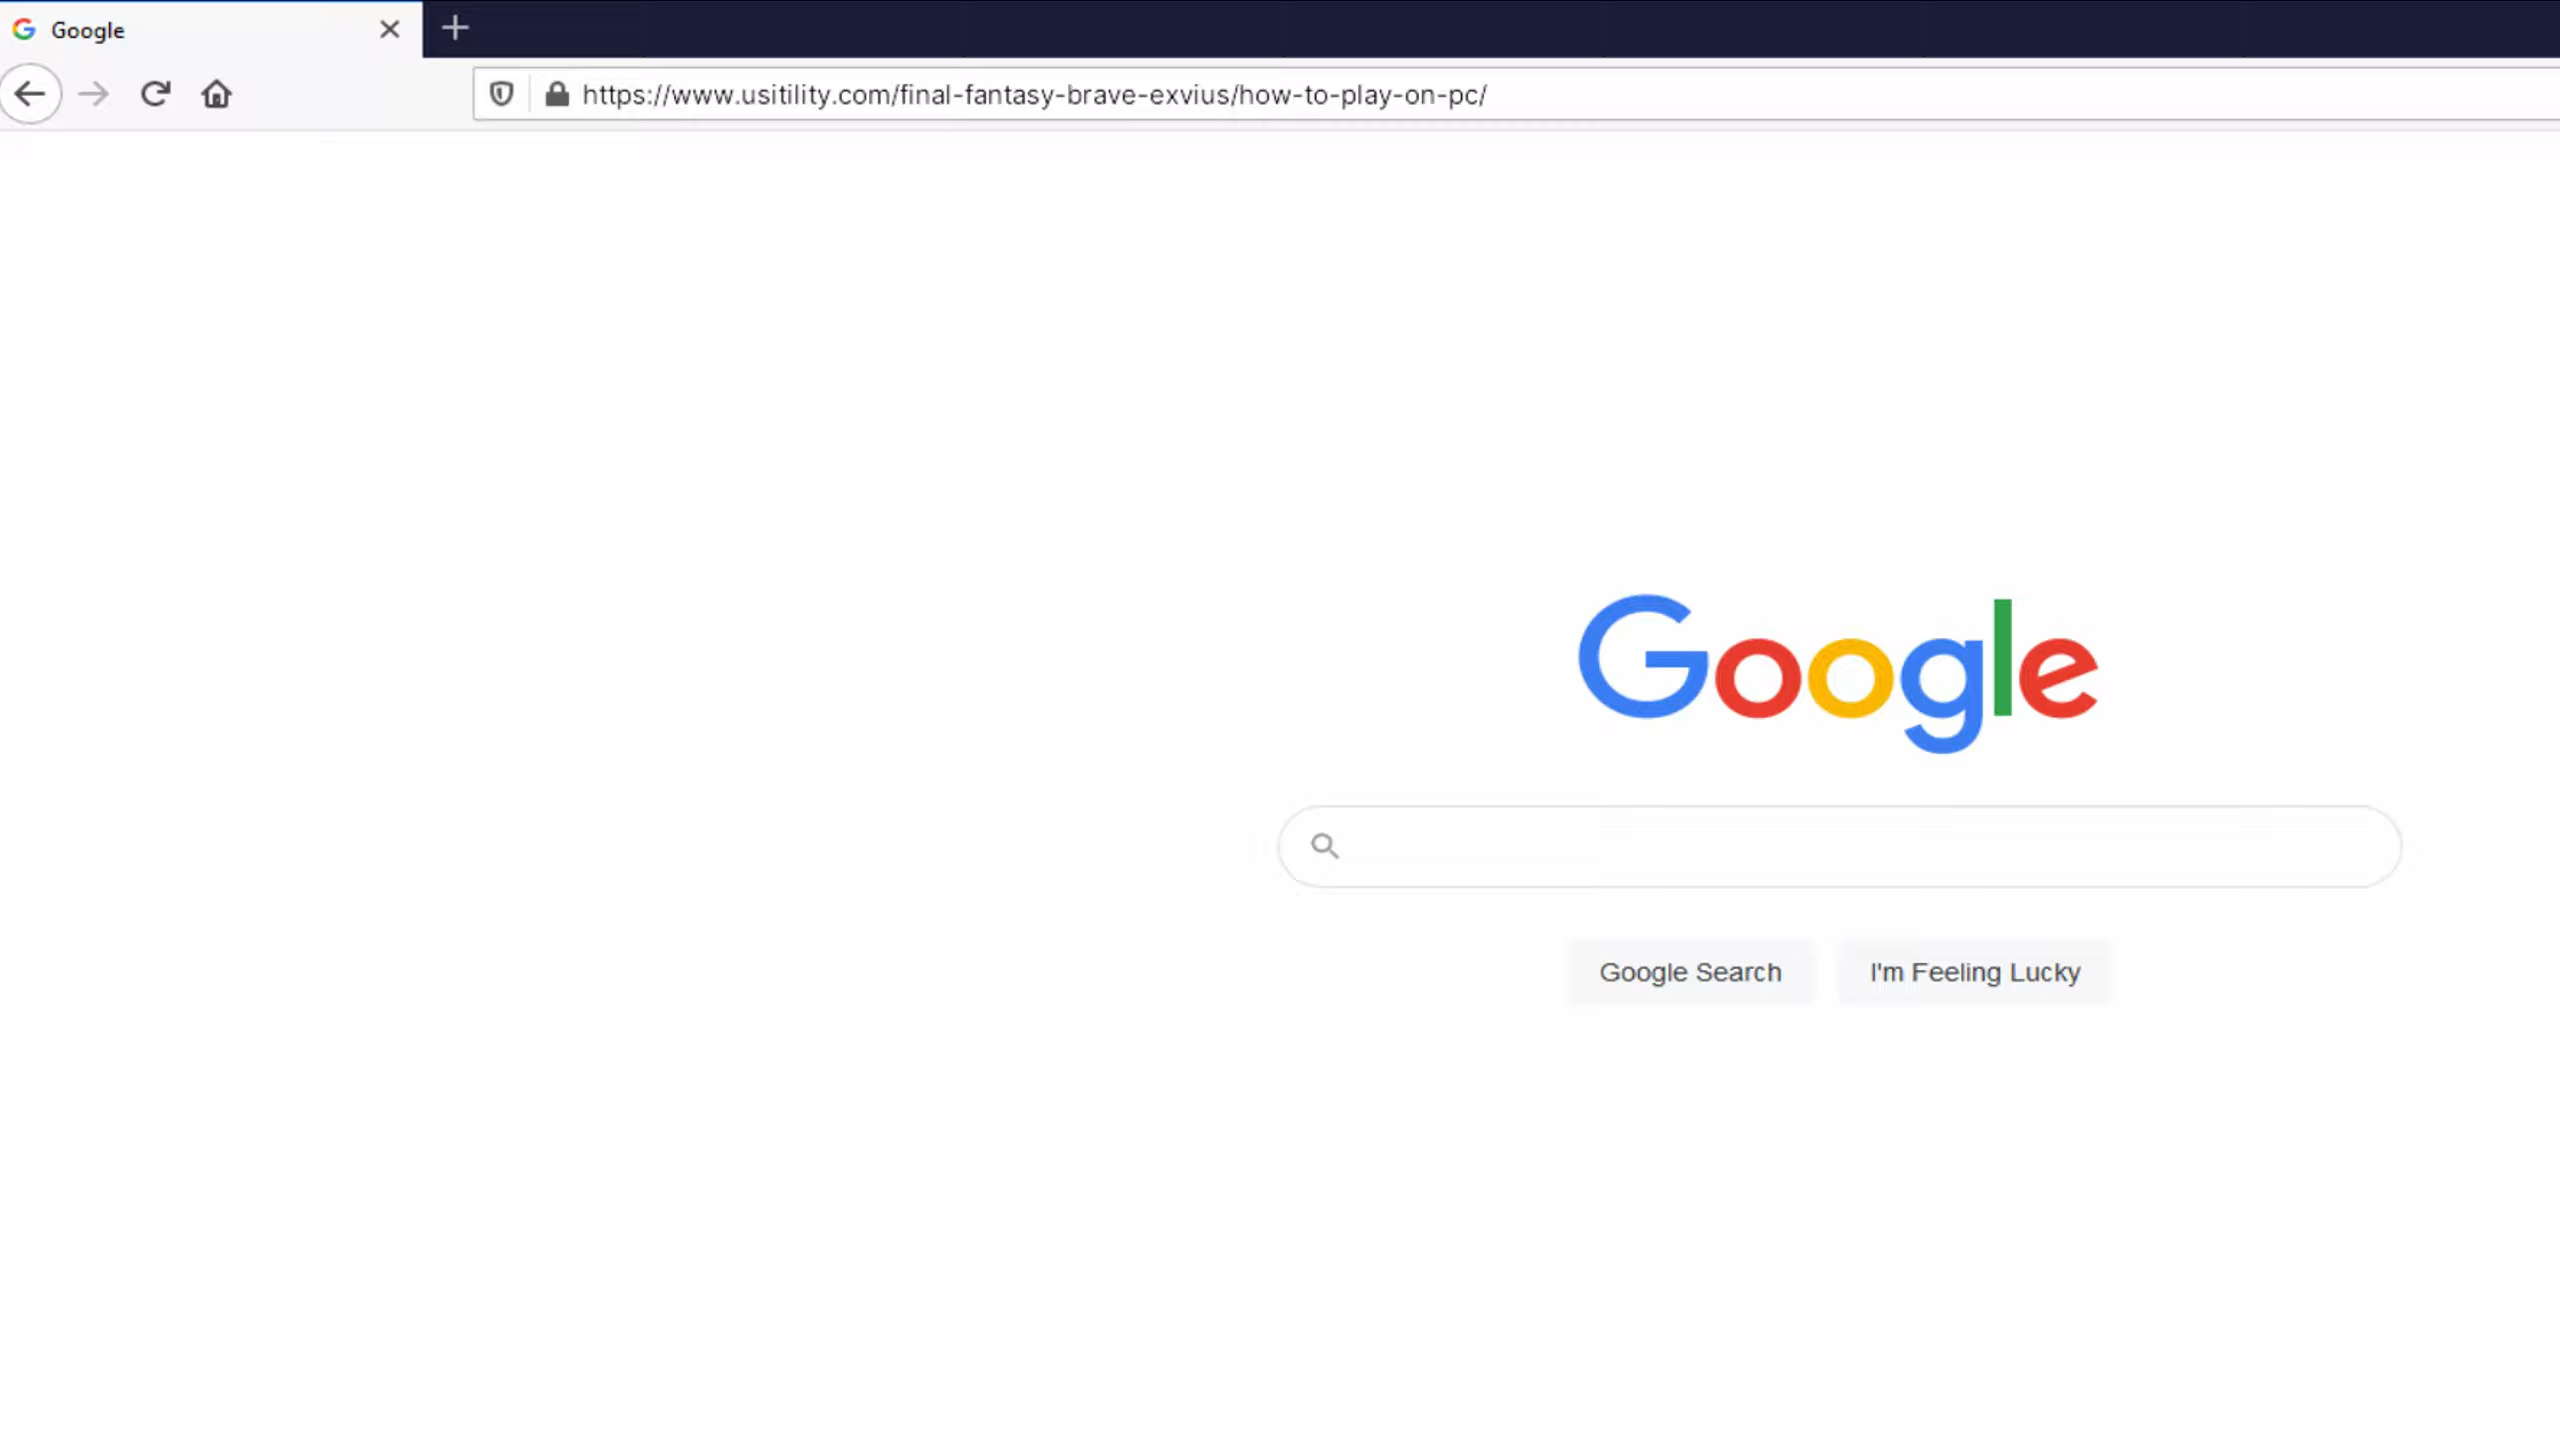 Google
https://www.usitility.com/final-fantasy-brave-exvius/how-to-play-on-pc/
Google
Google Search
I'm Feeling Lucky